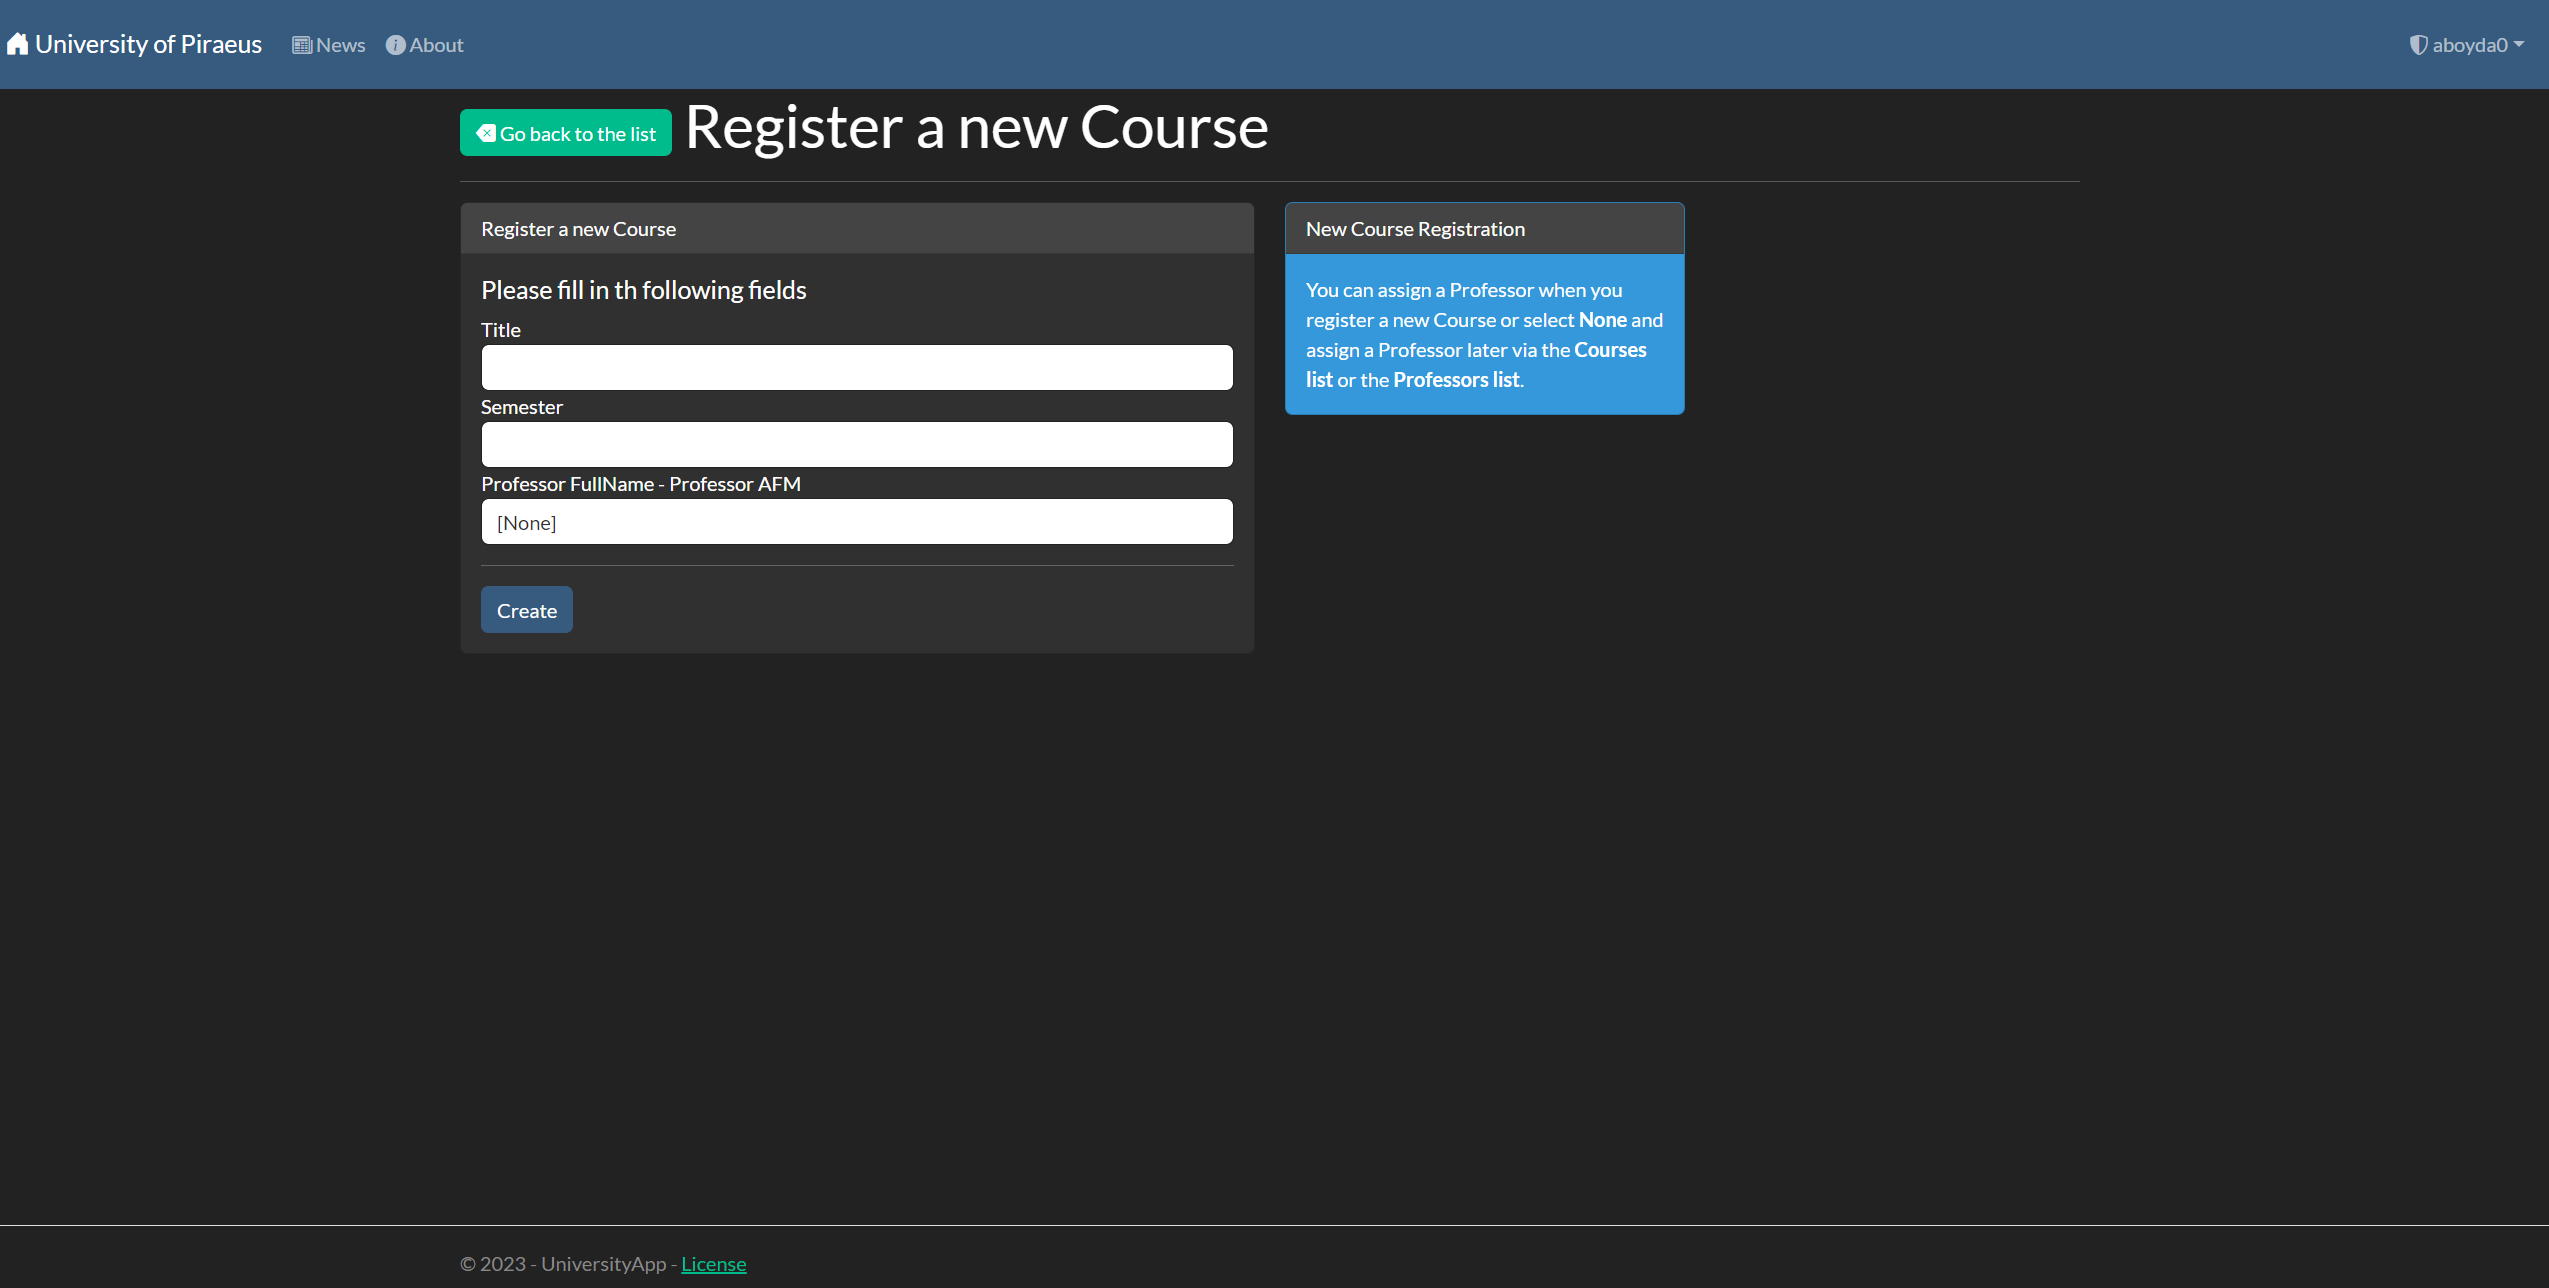 University of Piraeus News About aboyda0
Go back to the list Register a new Course
Register a new Course
Please fill in th following fields
Title
Semester
Professor FullName - Professor AFM
[None]
Create
New Course Registration
You can assign a Professor when you
register a new Course or select None and
assign a Professor later via the Courses
list or the Professors list.
© 2023 - UniversityApp - License